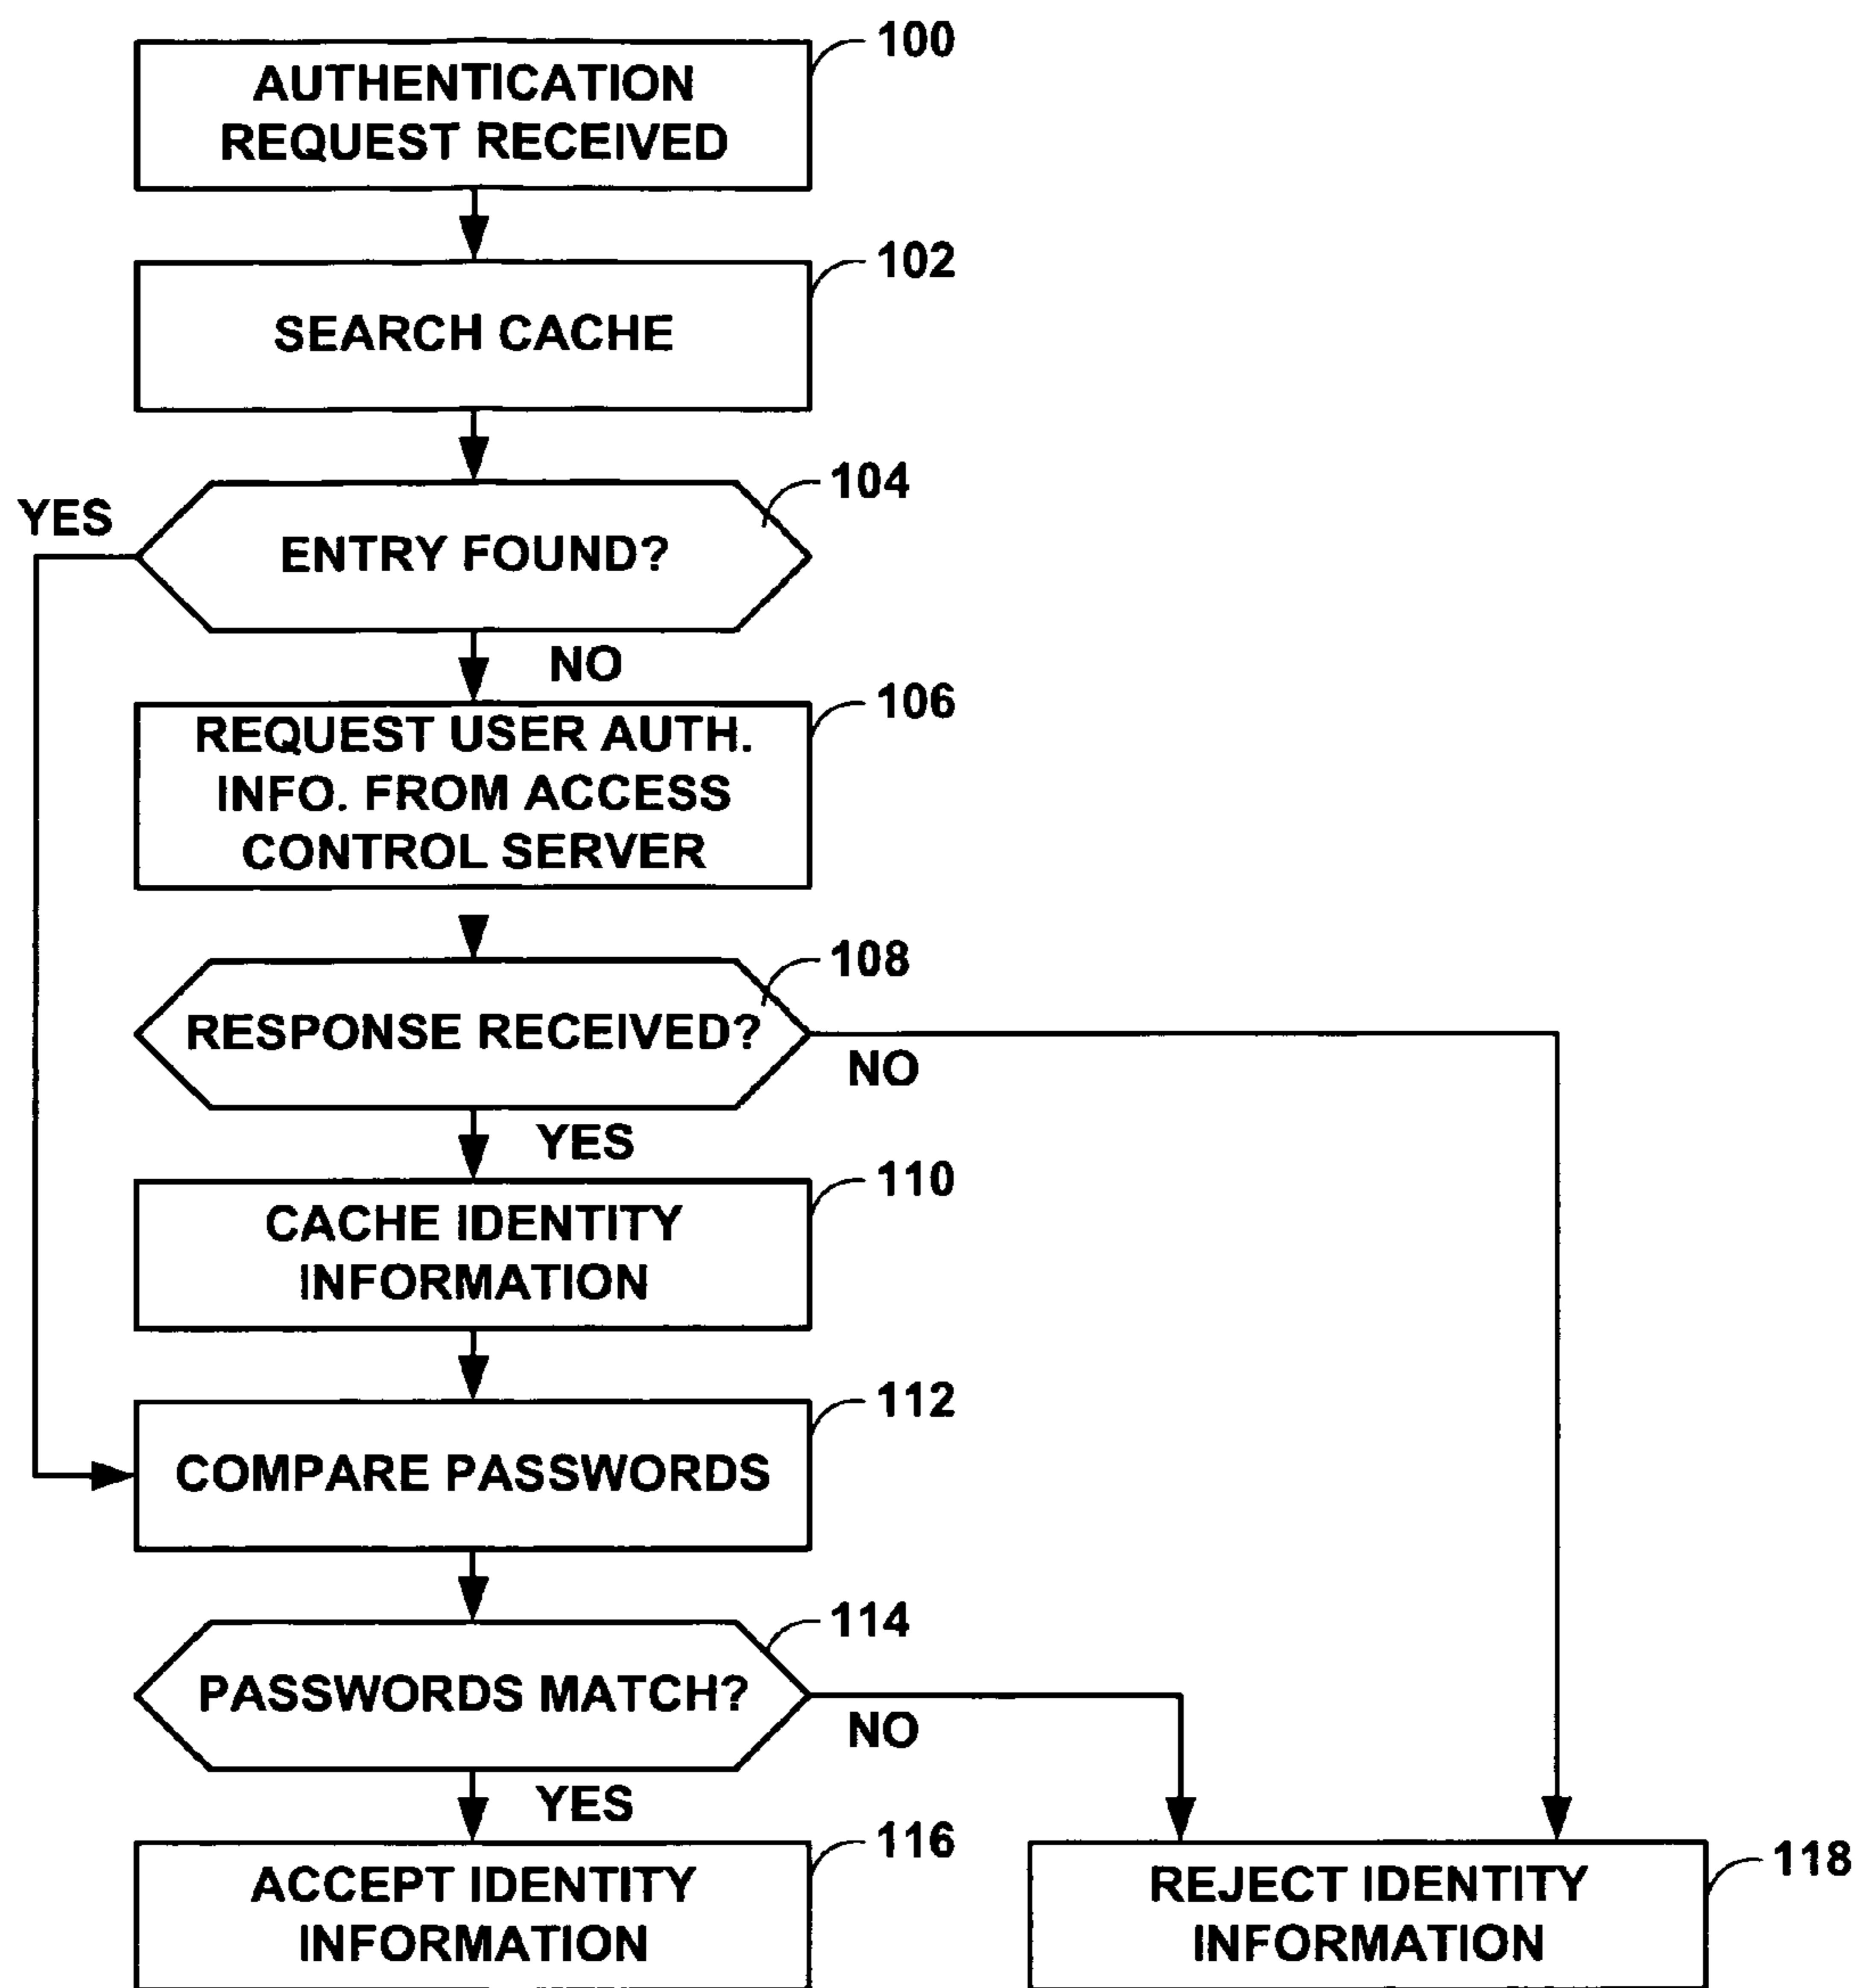 100
AUTHENTICATION
REQUEST RECEIVED
102
SEARCH CACHE
104
YES
ENTRY FOUND?
NO
106
REQUEST USER AUTH.
INFO. FROM ACCESS
CONTROL SERVER
108
RESPONSE RECEIVED?
NO
YES
110
CACHE IDENTITY
INFORMATION
112
COMPARE PASSWORDS
114
PASSWORDS MATCH?
NO
YES
116
ACCEPT IDENTITY
INFORMATION
118
REJECT IDENTITY
INFORMATION